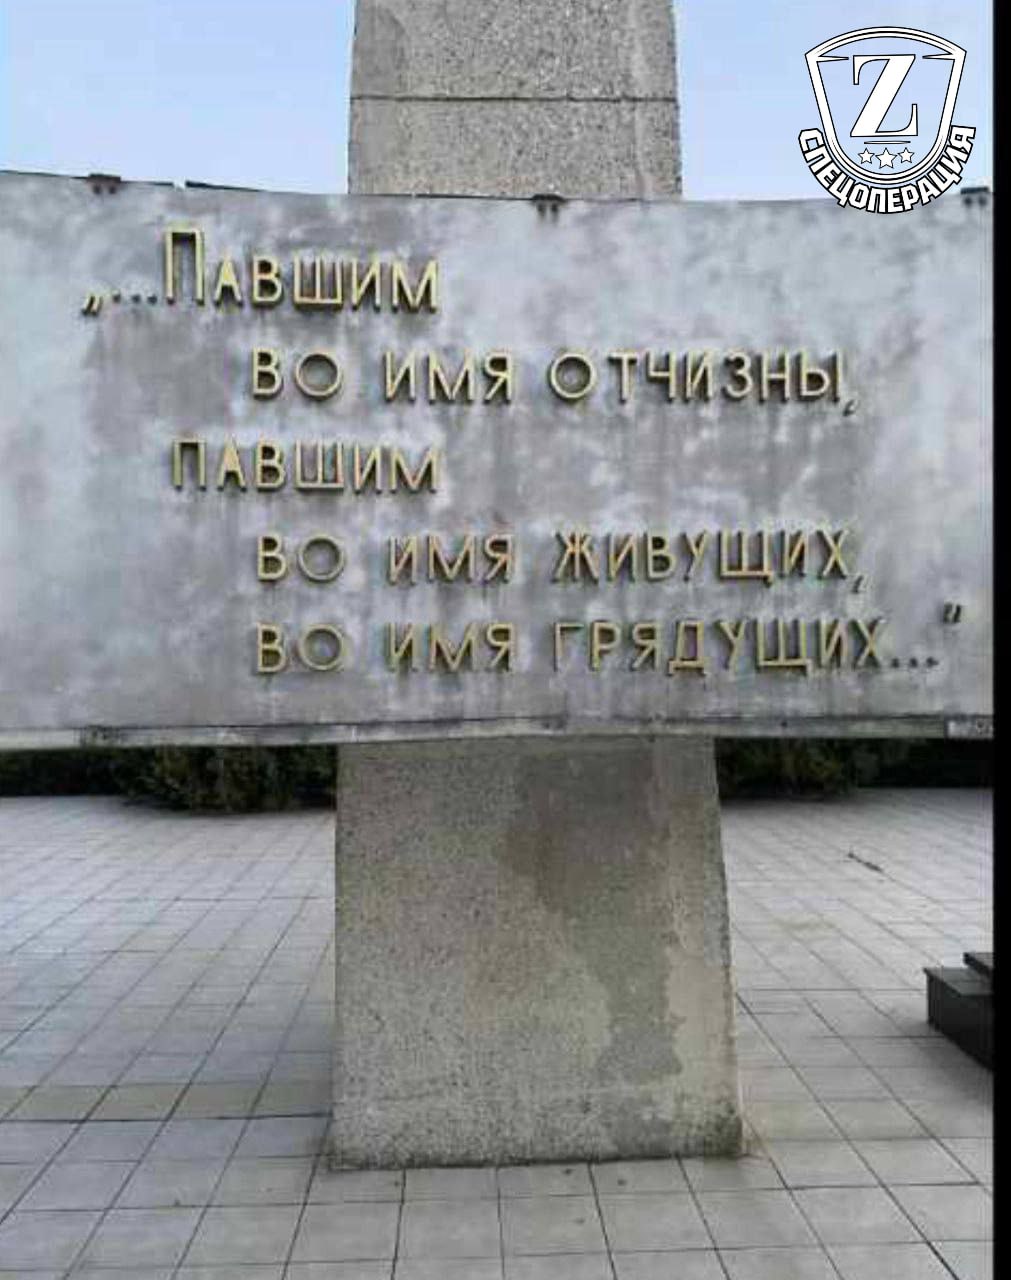 Z
СПЕЦОПЕРАЦИЯ
„...Павшим
во имя отчизны,
павшим
во имя живущих,
во имя грядущих..."